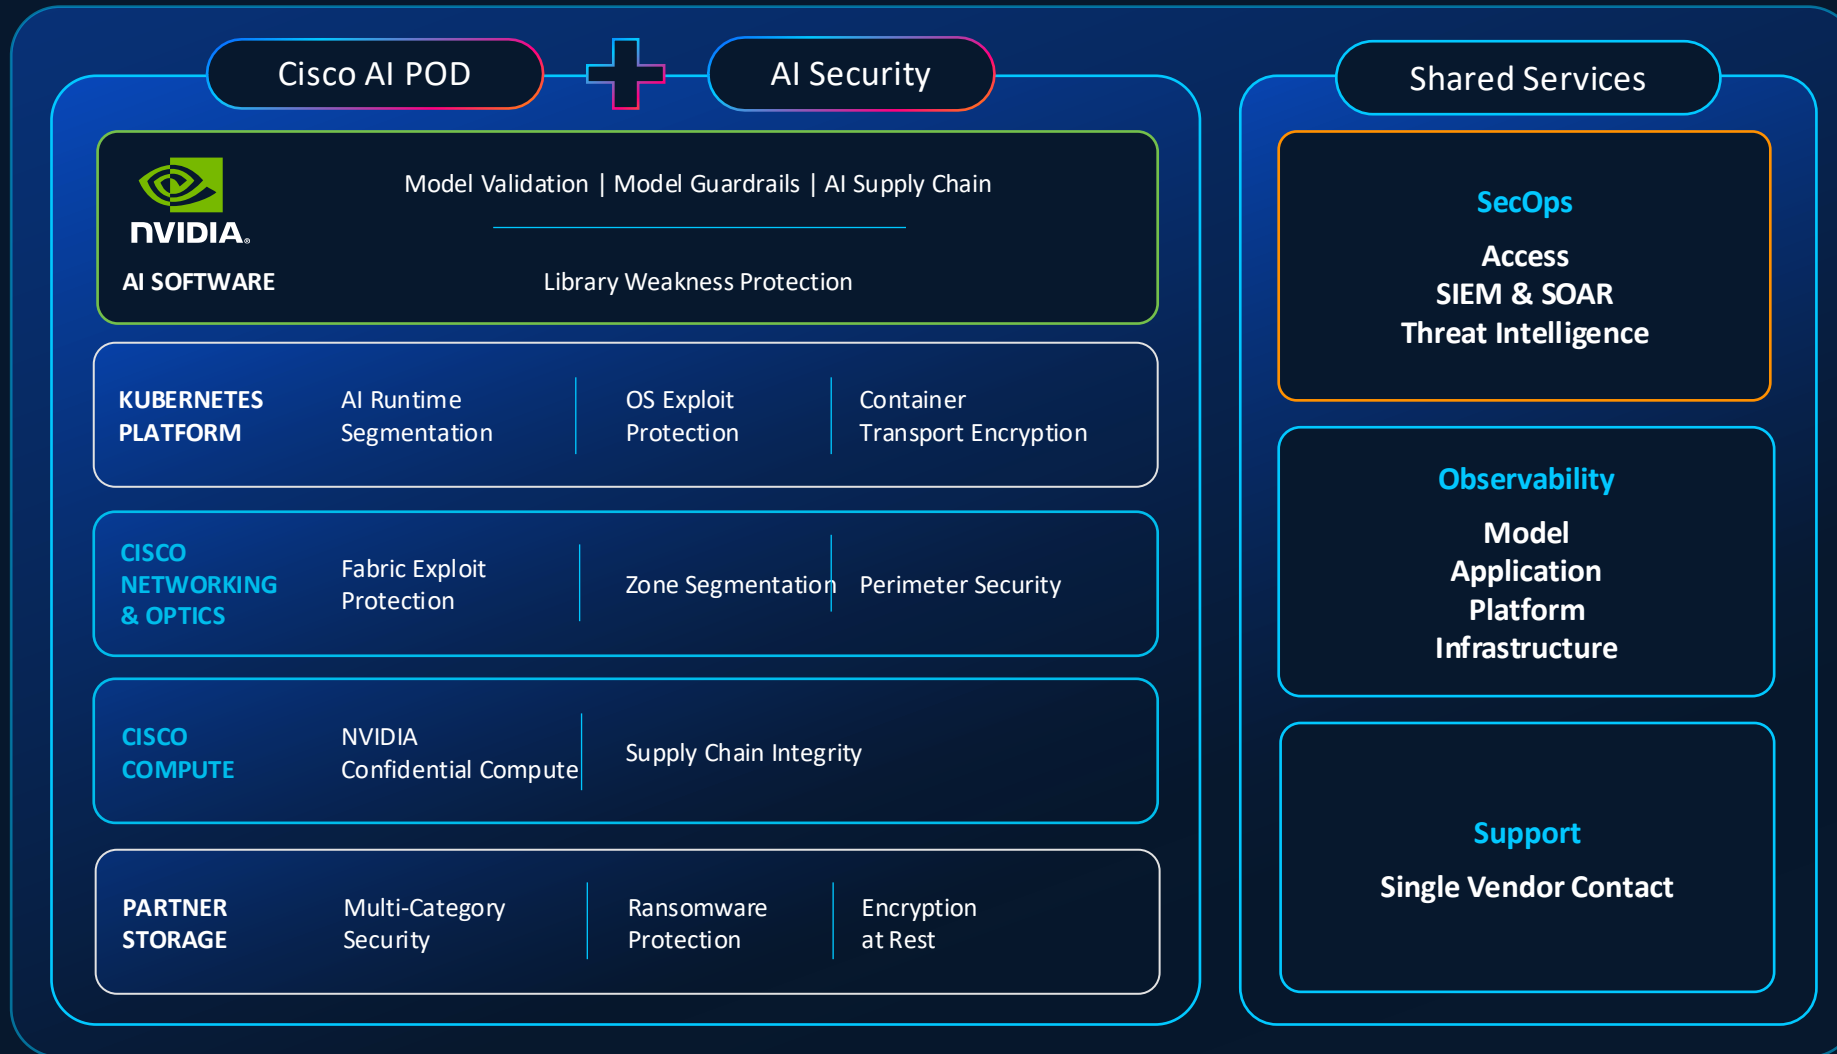 Cisco AI POD
AI Security
NVIDIA®
AI SOFTWARE
Model Validation | Model Guardrails | AI Supply Chain
Library Weakness Protection
KUBERNETES
PLATFORM
AI Runtime
Segmentation
OS Exploit
Protection
Container
Transport Encryption
CISCO
NETWORKING
& OPTICS
Fabric Exploit
Protection
Zone Segmentation
Perimeter Security
CISCO
COMPUTE
NVIDIA
Confidential Compute
Supply Chain Integrity
PARTNER
STORAGE
Multi-Category
Security
Ransomware
Protection
Encryption
at Rest
Shared Services
SecOps
Access
SIEM & SOAR
Threat Intelligence
Observability
Model
Application
Platform
Infrastructure
Support
Single Vendor Contact